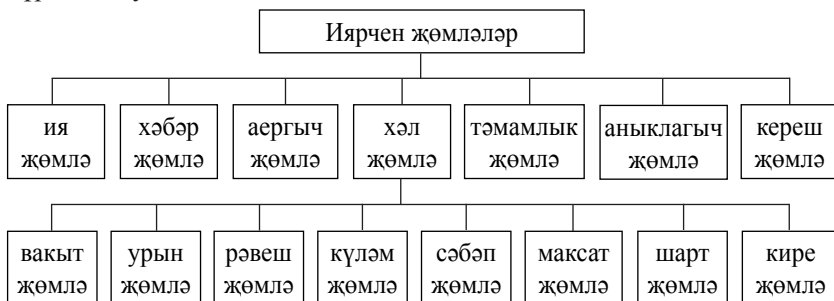 Иярчен җөмләләр
ия
җөмлә
хәбәр
җөмлә
аергыч
җөмлә
хәл
җөмлә
тәмамлык
җөмлә
аныклагыч
җөмлә
кереш
җөмлә
вакыт
җөмлә
урын
җөмлә
рәвеш
җөмлә
күләм
җөмлә
сәбәп
җөмлә
максат
җөмлә
шарт
җөмлә
кире
җөмлә